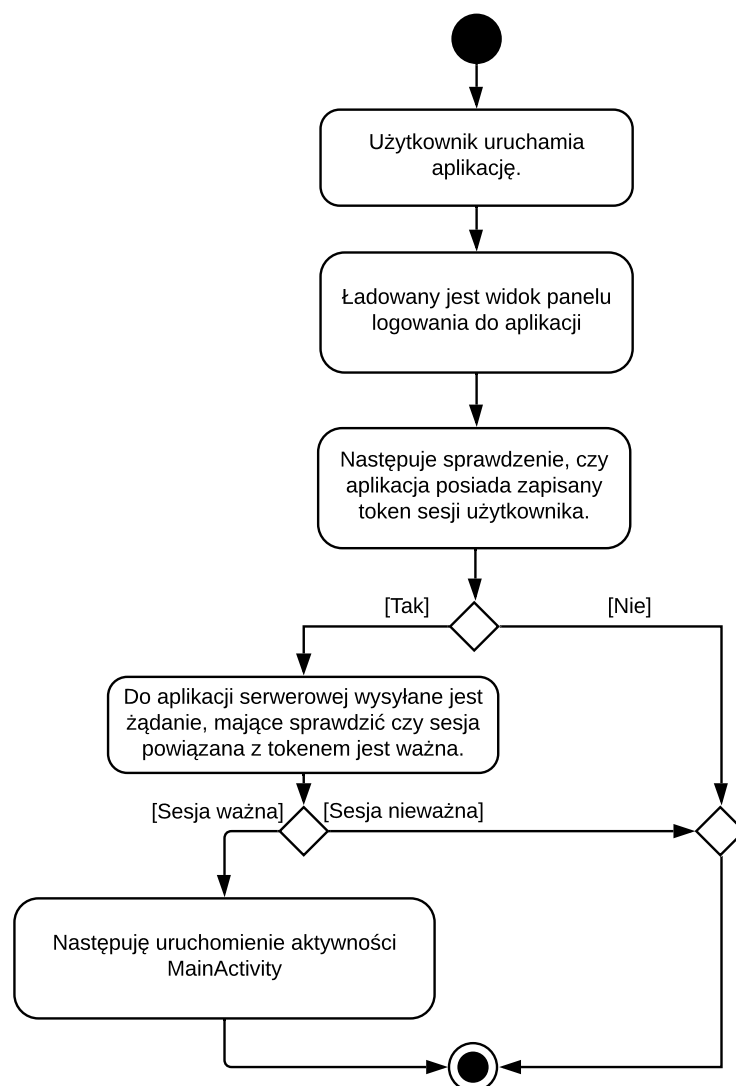 Użytkownik uruchamia
aplikację.
Ładowany jest widok panelu
logowania do aplikacji
Następuje sprawdzenie, czy
aplikacja posiada zapisany
token sesji użytkownika.
[Tak]
[Nie]
Do aplikacji serwerowej wysyłane jest
żądanie, mające sprawdzić czy sesja
powiązana z tokenem jest ważna.
[Sesja ważna]
[Sesja nieważna]
Następuję uruchomienie aktywności
MainActivity